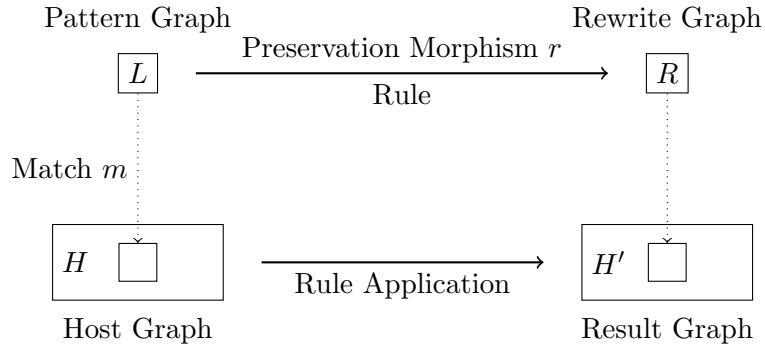 Pattern Graph
Rewrite Graph
Preservation Morphism r
L
R
Rule
Match m
H
H′
Rule Application
Host Graph
Result Graph